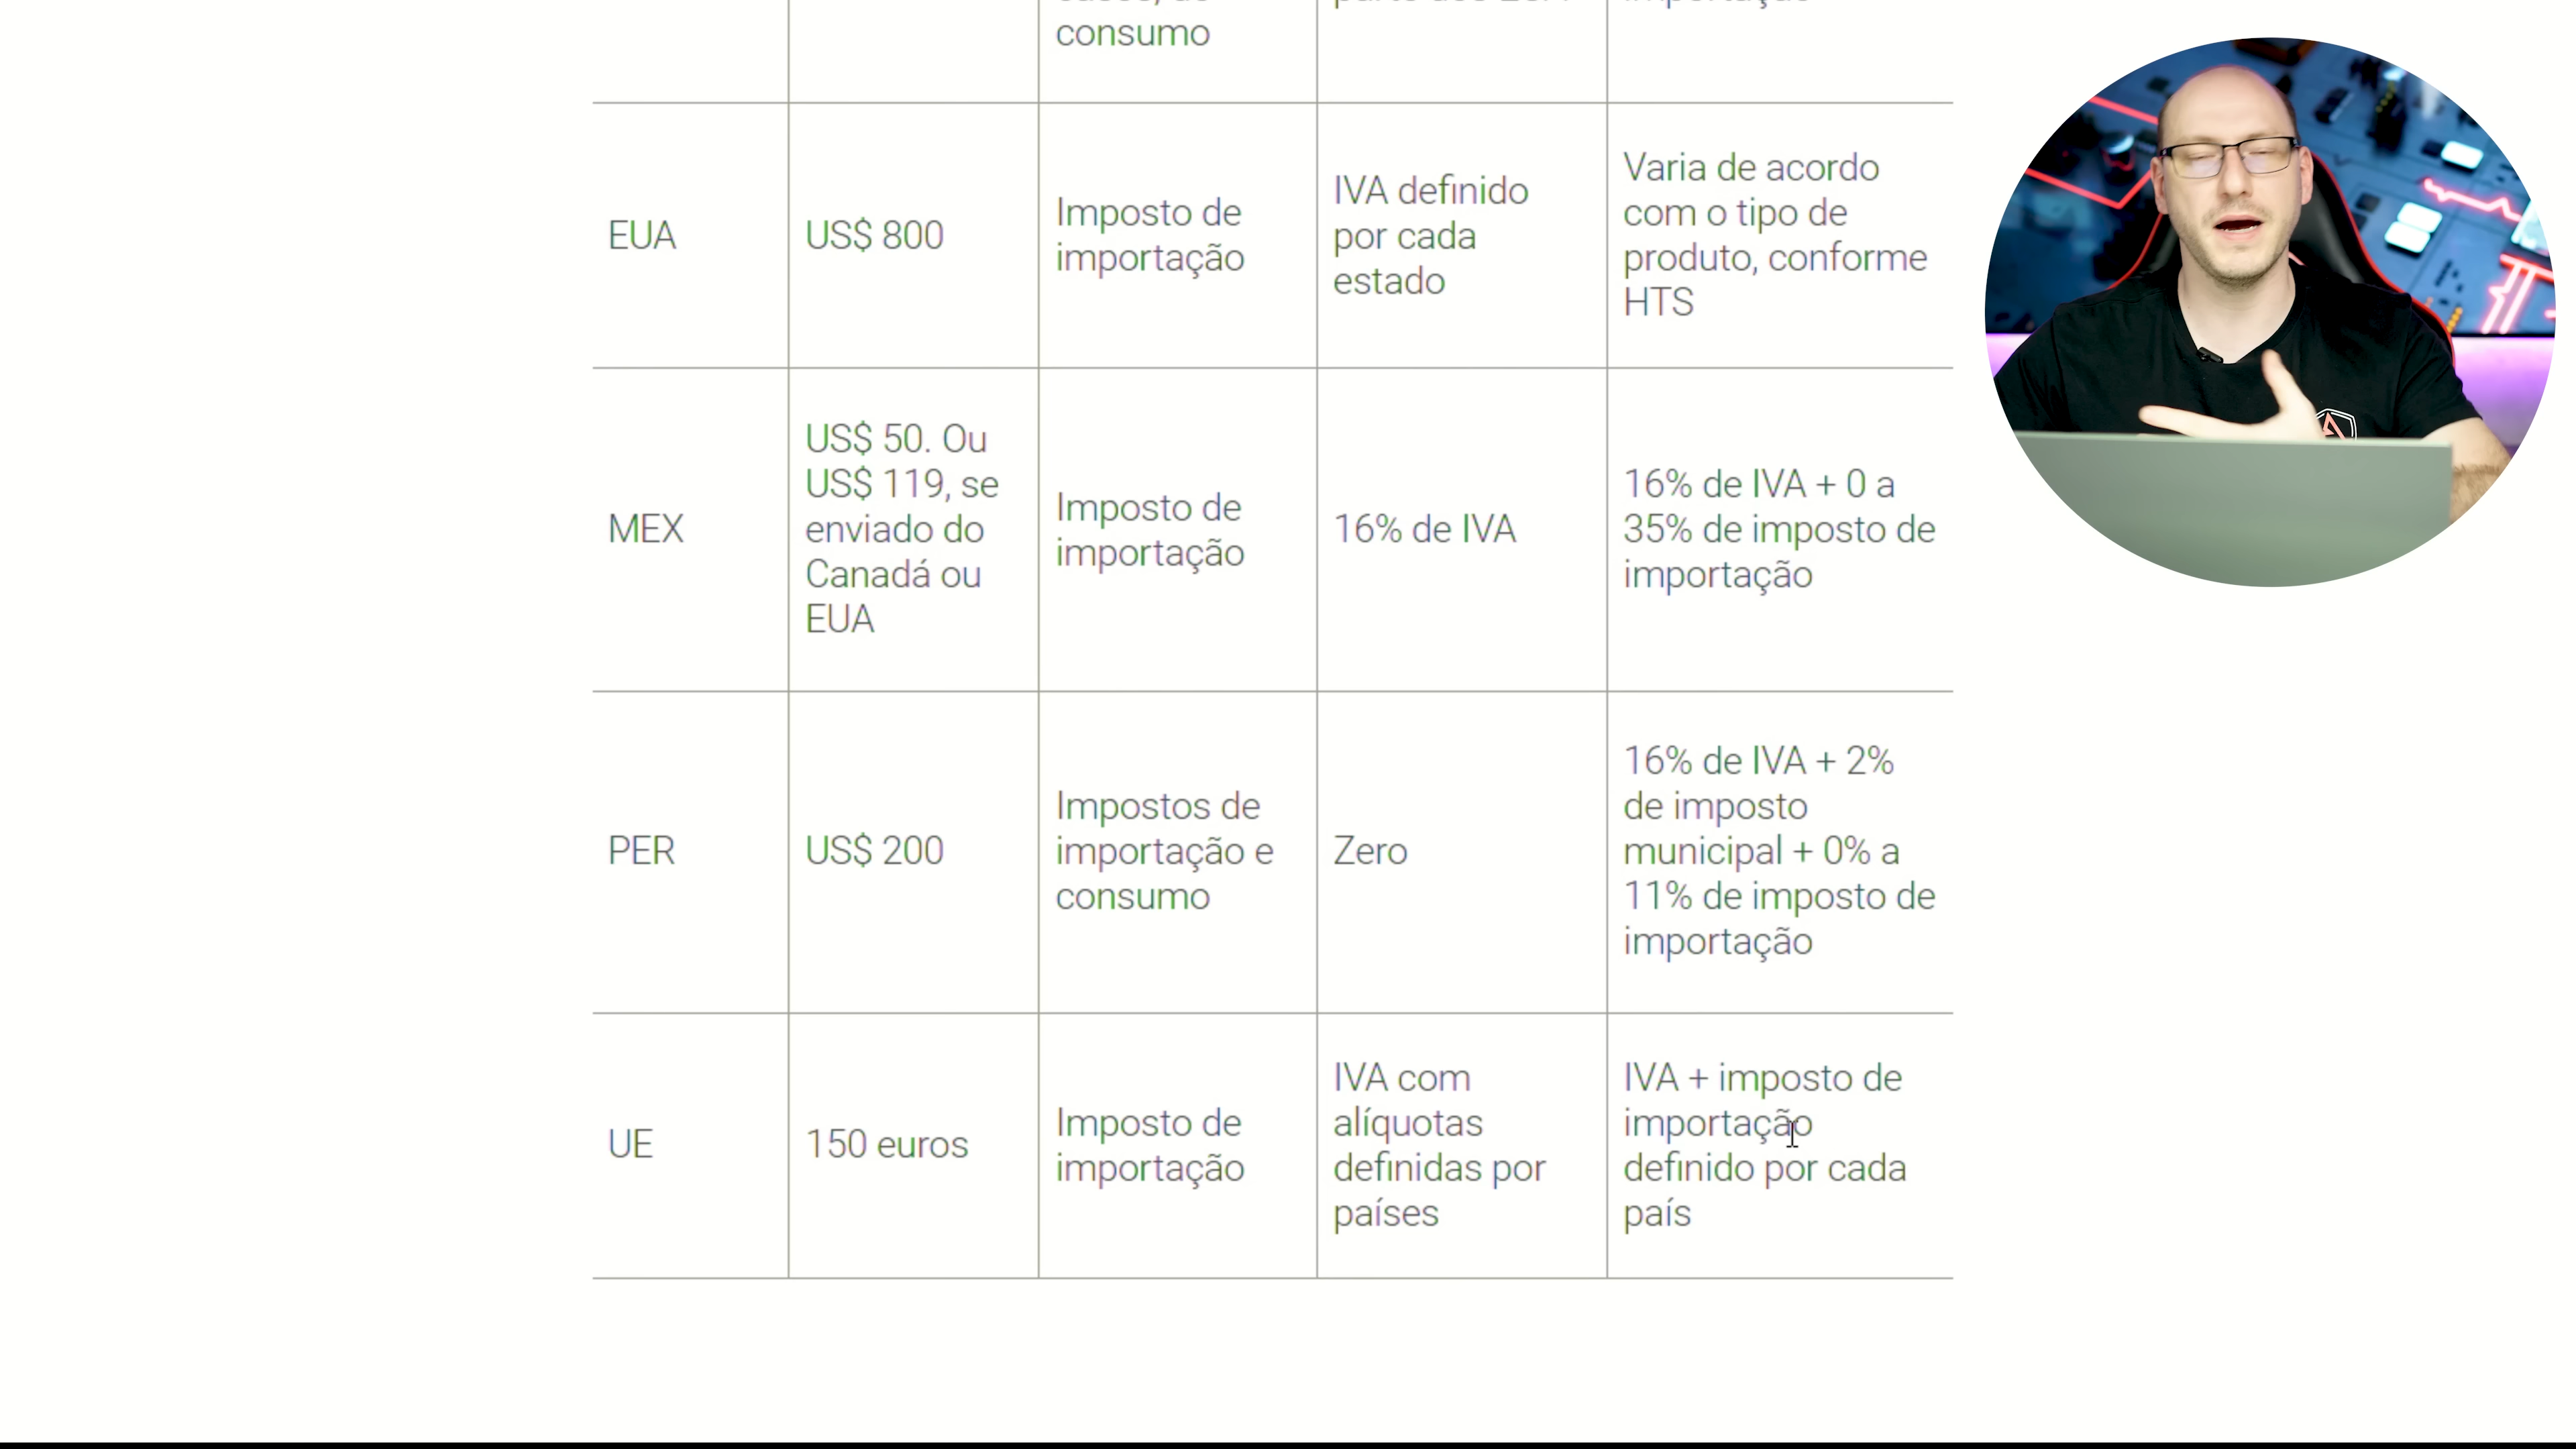 consumo
EUA
US$ 800
Imposto de
importação
IVA definido
por cada
estado
Varia de acordo
com o tipo de
produto, conforme
HTS
MEX
US$ 50. Ou
US$ 119, se
enviado do
Canadá ou
EUA
Imposto de
importação
16% de IVA
16% de IVA + 0 a
35% de imposto de
importação
PER
US$ 200
Impostos de
importação e
consumo
Zero
16% de IVA + 2%
de imposto
municipal + 0% a
11% de imposto de
importação
UE
150 euros
Imposto de
importação
IVA com
alíquotas
definidas por
países
IVA + imposto de
importação
definido por cada
país